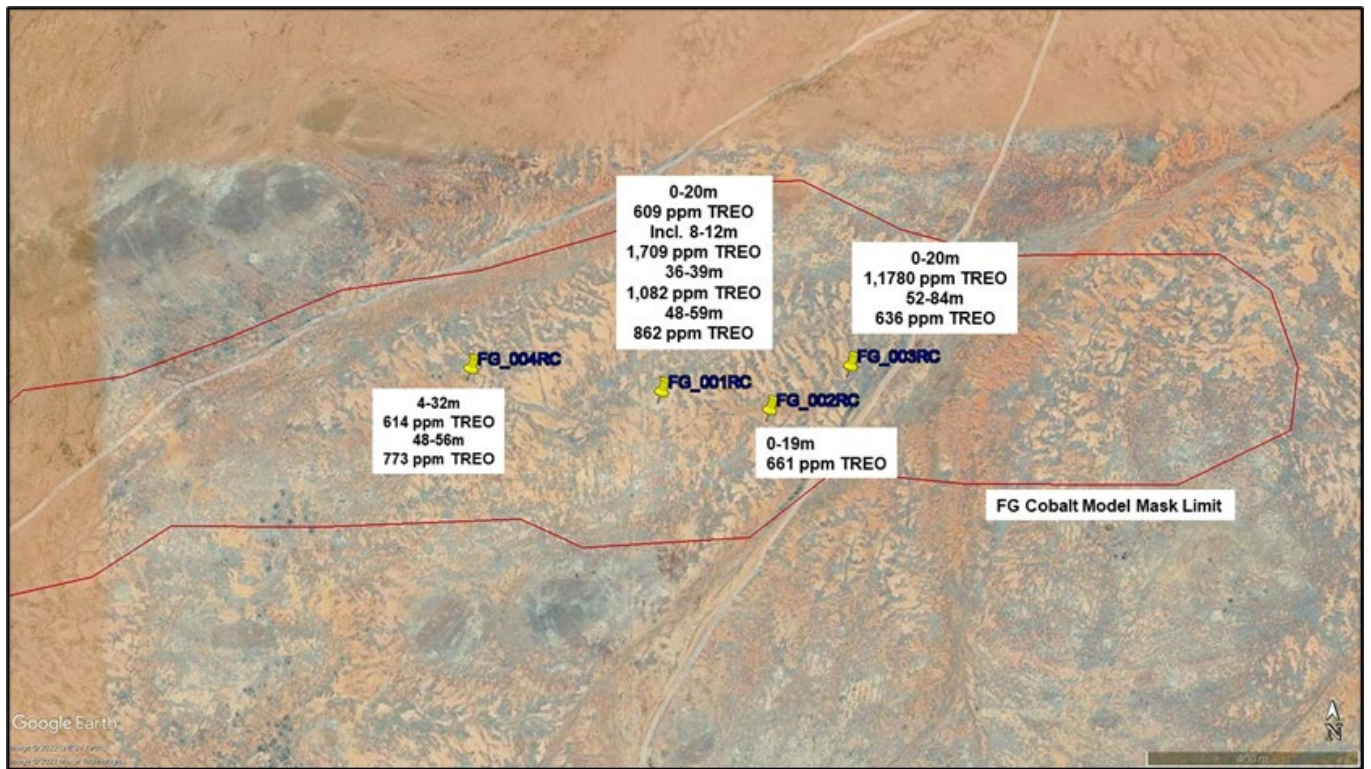 0-20m
609 ppm TREO
Incl. 8-12m
1,709 ppm TREO
36-39m
1,082 ppm TREO
48-59m
862 ppm TREO
0-20m
1,1780 ppm TREO
52-84m
636 ppm TREO
FG_004RC
FG_001RC
FG_003RC
FG_002RC
4-32m
614 ppm TREO
48-56m
773 ppm TREO
0-19m
661 ppm TREO
FG Cobalt Model Mask Limit
Google Earth
N
400 m